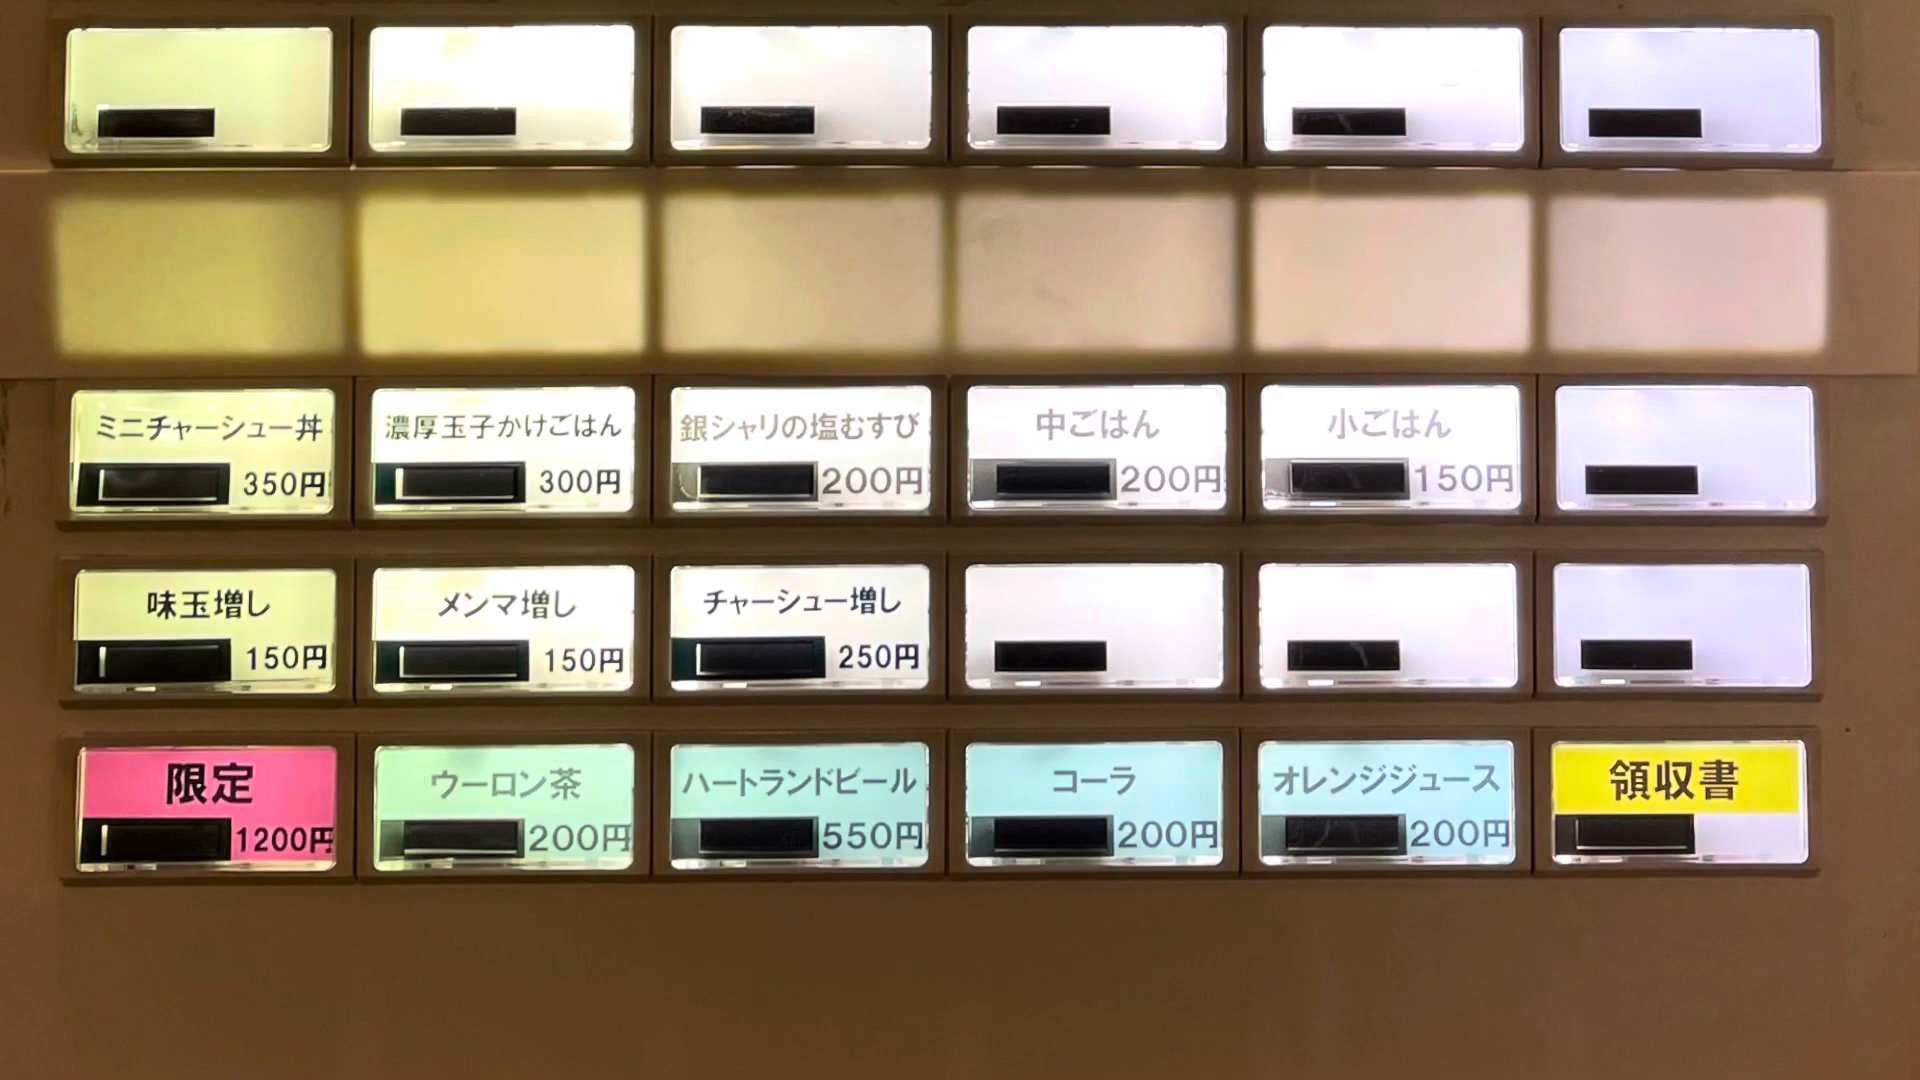 ミニチャーシュー丼
350円
濃厚玉子かけごはん
300円
銀シャリの塩むすび
200円
中ごはん
200円
小ごはん
150円
味玉増し
150円
メンマ増し
150円
チャーシュー増し
250円
限定
1200円
ウーロン茶
200円
ハートランドビール
550円
コーラ
200円
オレンジジュース
200円
領収書